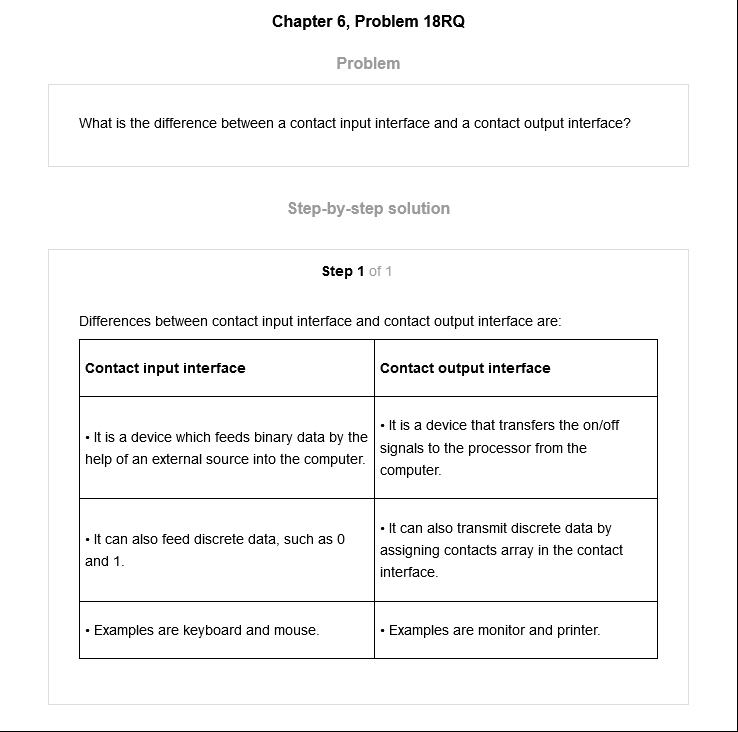 Chapter 6, Problem 18RQ
Problem
What is the difference between a contact input interface and a contact output interface?
Step-by-step solution
Step 1 of 1
Differences between contact input interface and contact output interface are:
Contact input interface
Contact output interface
• It is a device which feeds binary data by the
help of an external source into the computer.
• It is a device that transfers the on/off
signals to the processor from the
computer.
• It can also feed discrete data, such as 0
and 1.
• It can also transmit discrete data by
assigning contacts array in the contact
interface.
• Examples are keyboard and mouse.
• Examples are monitor and printer.